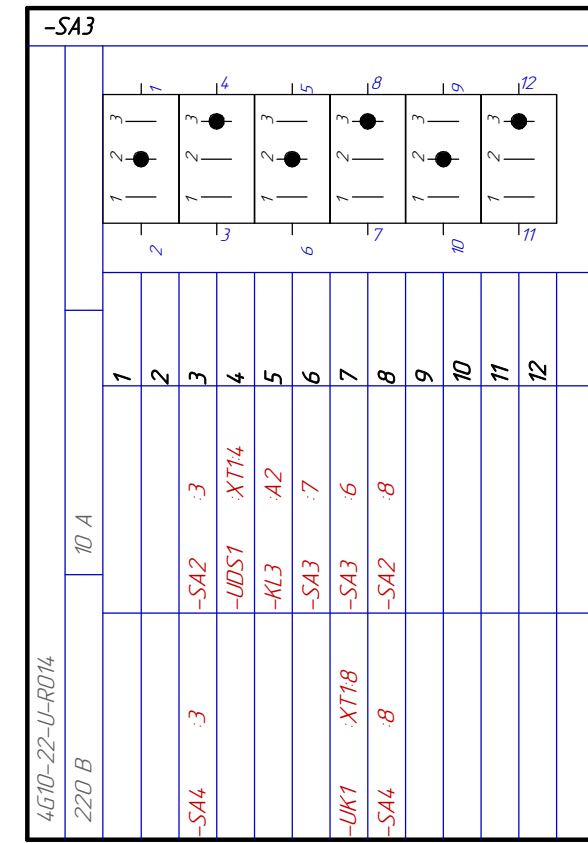 -SA3
1 4 5 8 9 12
3 3 3 3 3 3
2 2 2 2 2 2
1 1 1 1 1 1
2 3 6 7 10 11
1
2
3 -SA2 :3 -SA4 :3
4 -UDS1 :XT1:4
5 -KL3 :A2
6 -SA3 :7
7 -SA3 :6 -UK1 :XT1:8
8 -SA2 :8 -SA4 :8
9
10
11
12
4G10-22-U-R014
220 В 10 А